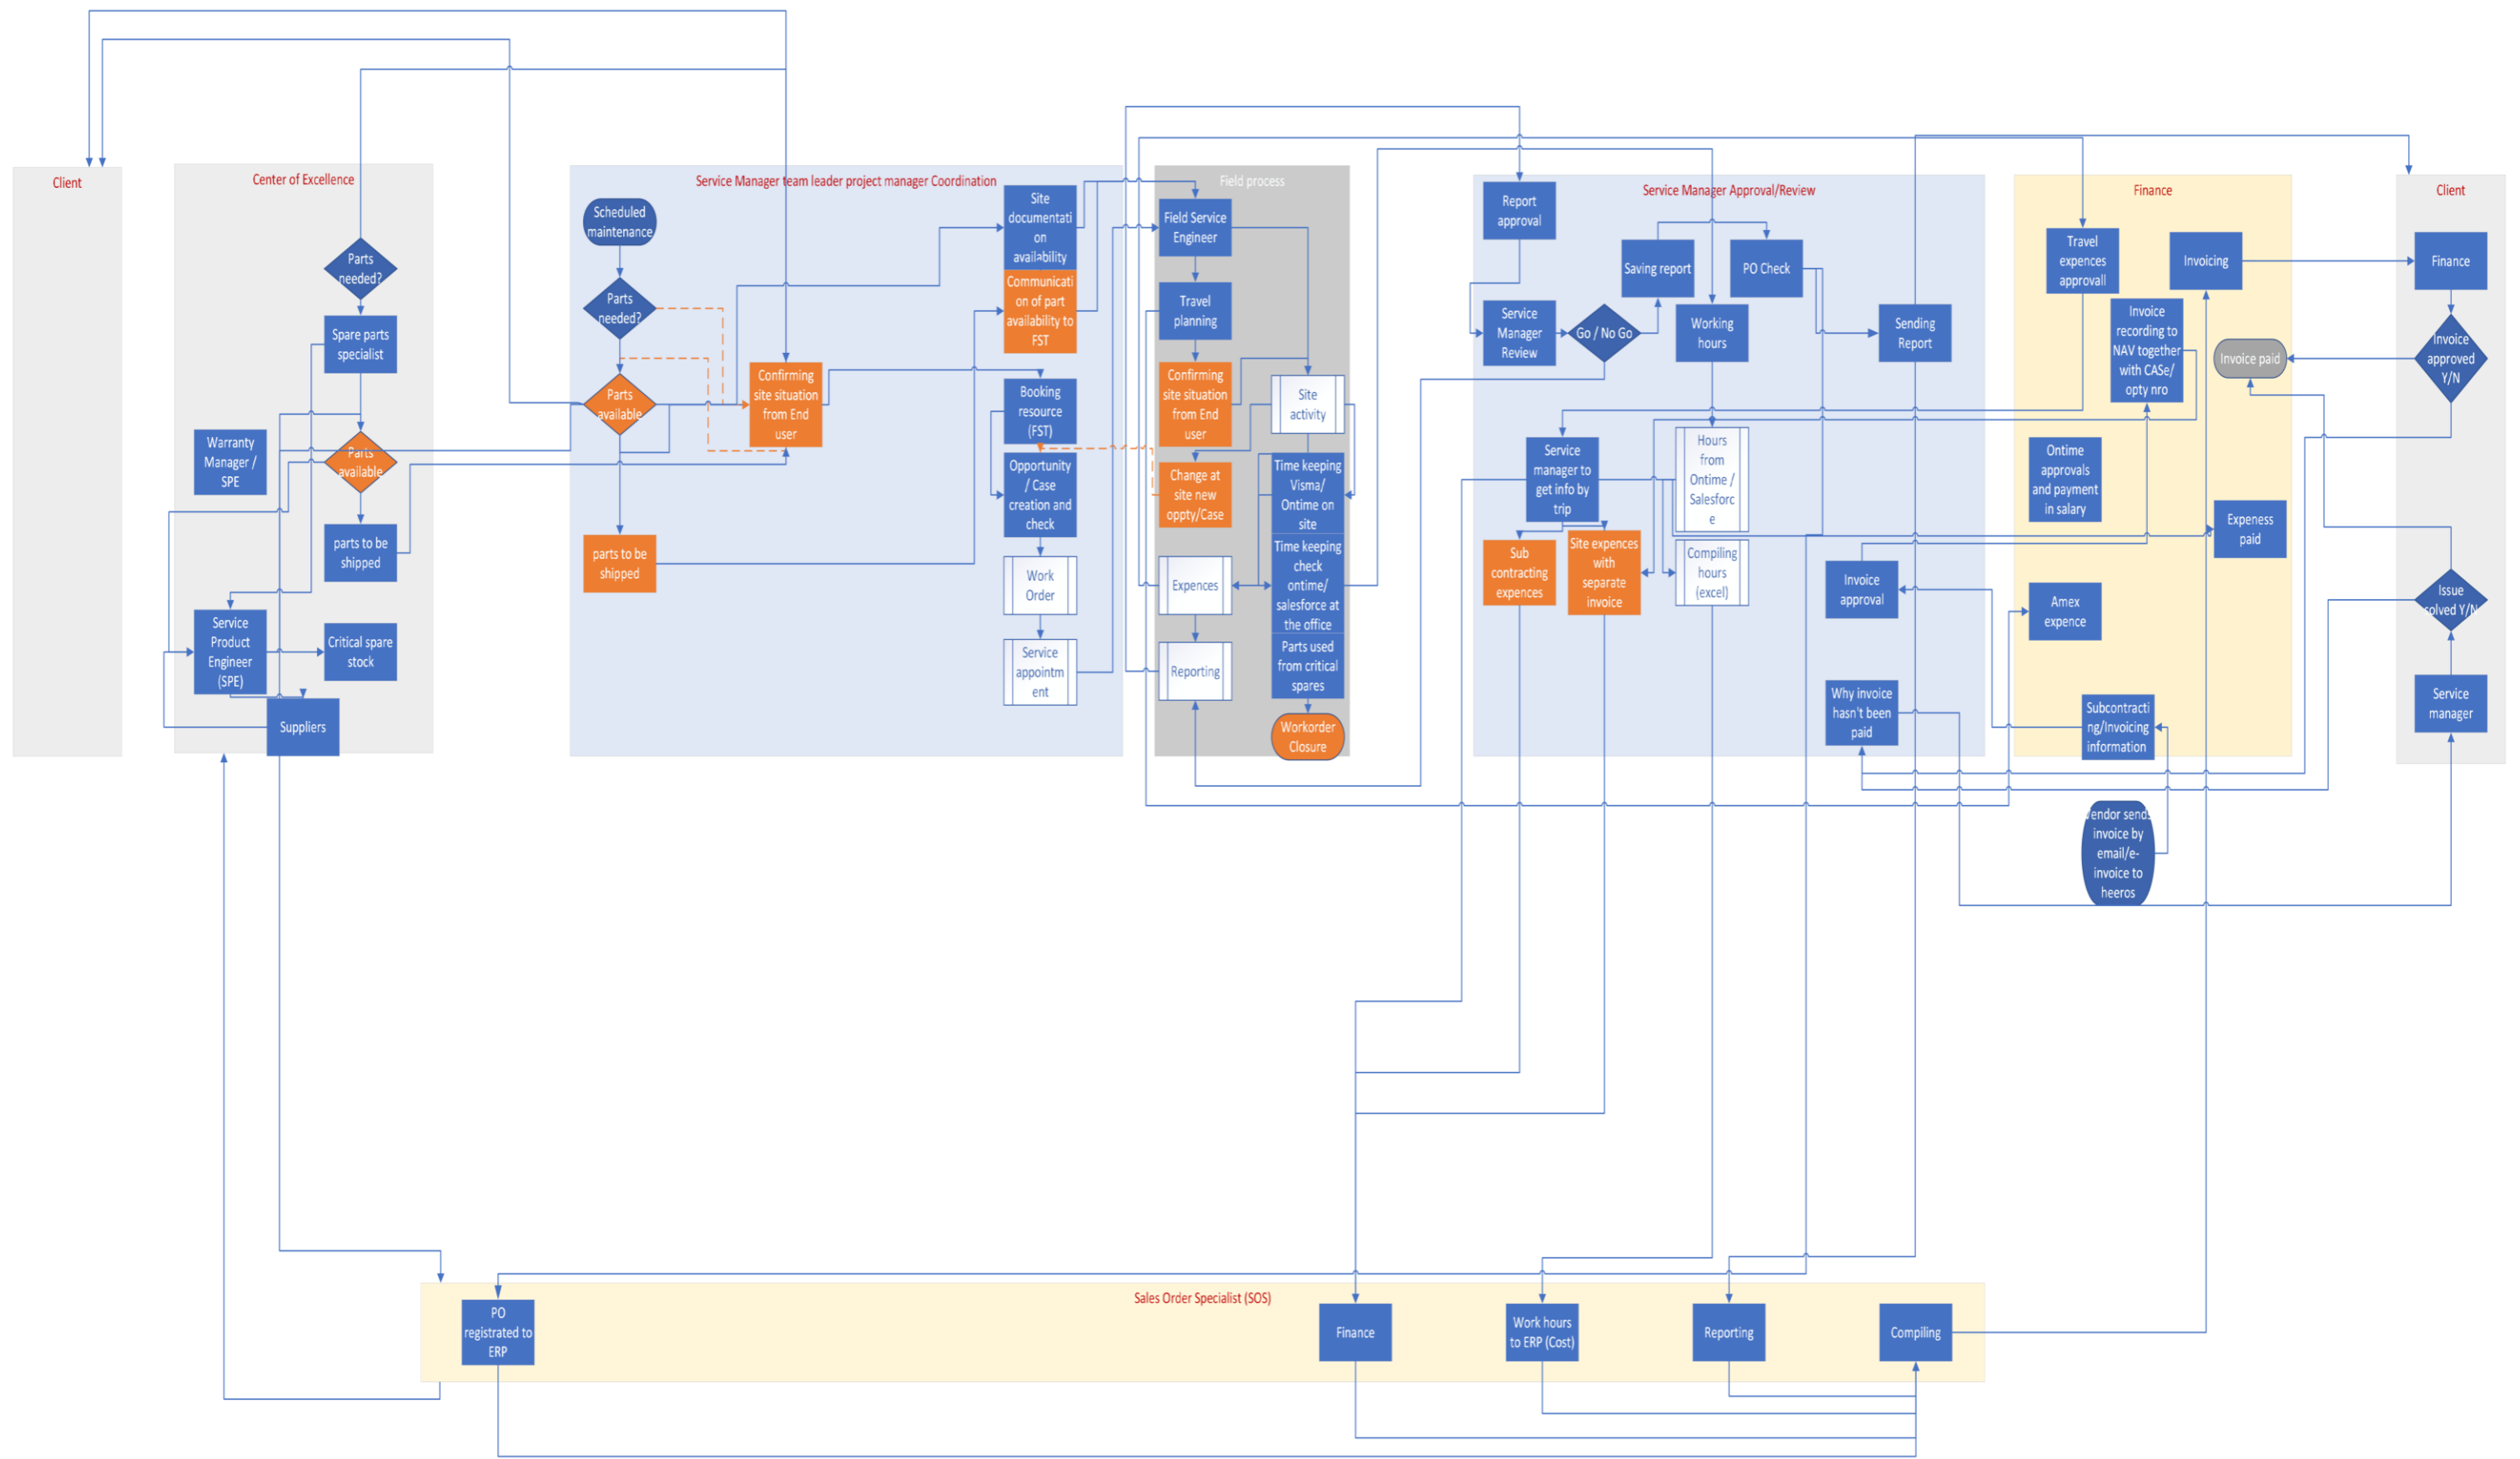 Client
Center of Excellence
Parts
needed?
Spare parts
specialist
Warranty
Manager /
SPE
Parts
available
parts to be
shipped
Service
Product
Engineer
(SPE)
Critical spare
stock
Suppliers
Service Manager team leader project manager Coordination
Scheduled
maintenance
Parts
needed?
Parts
available
parts to be
shipped
Confirming
site situation
from End
user
Site
documentati
on
availability
Communicati
on of part
availability to
FST
Booking
resource
(FST)
Opportunity
/ Case
creation and
check
Work
Order
Service
appointm
ent
Field process
Field Service
Engineer
Travel
planning
Confirming
site situation
from End
user
Site
activity
Change at
site new
oppty/Case
Time keeping
Visma/
Ontime on
site
Time keeping
check
ontime/
salesforce at
the office
Expences
Parts used
from critical
spares
Reporting
Workorder
Closure
Service Manager Approval/Review
Report
approval
Service
Manager
Review
Go / No Go
Saving report
PO Check
Working
hours
Sending
Report
Service
manager to
get info by
trip
Hours
from
Ontime /
Salesforc
e
Sub
contracting
expences
Site expences
with
separate
invoice
Compiling
hours
(excel)
Invoice
approval
Why invoice
hasn't been
paid
Finance
Travel
expences
approvall
Invoicing
Invoice
recording to
NAV together
with CASe/
opty nro
Invoice paid
Ontime
approvals
and payment
in salary
Expeness
paid
Amex
expence
Subcontracti
ng/Invoicing
information
endor sends
invoice by
email/e-
invoice to
heeros
Client
Finance
Invoice
approved
Y/N
Issue
solved Y/N
Service
manager
Sales Order Specialist (SOS)
PO
registrated to
ERP
Finance
Work hours
to ERP (Cost)
Reporting
Compiling